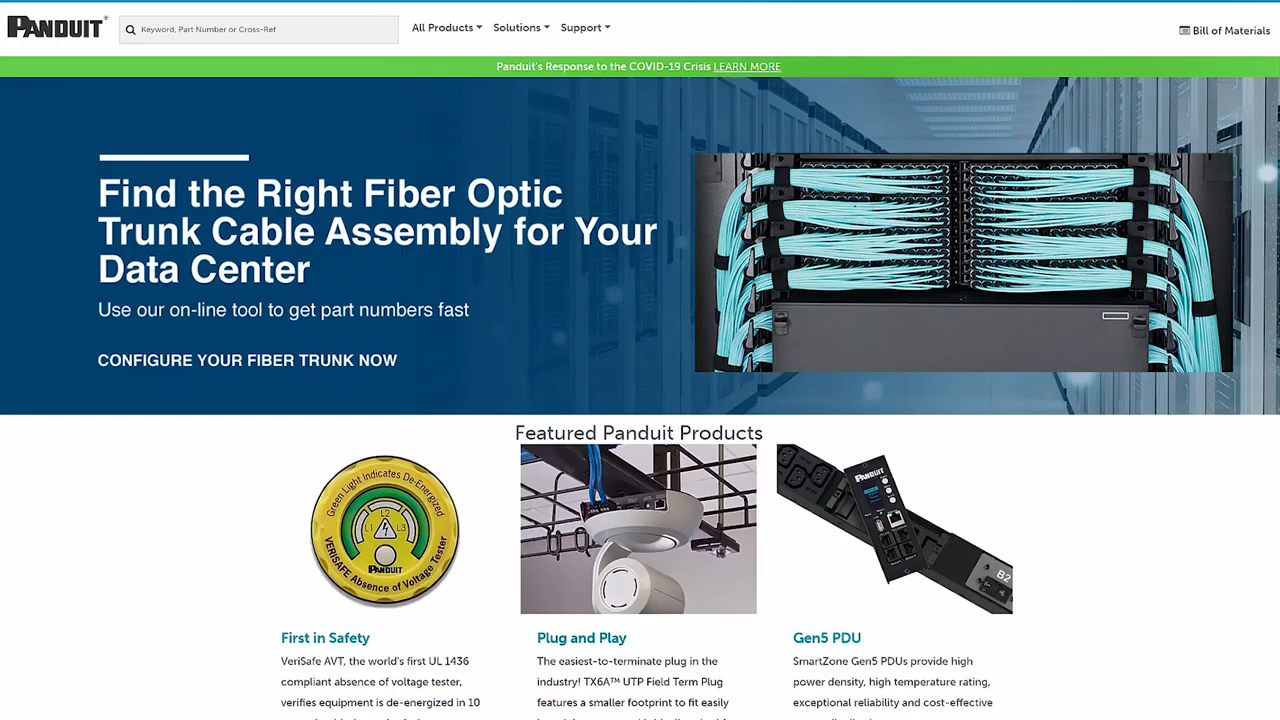 PANDUIT®
Keyword, Part Number or Cross-Ref
All Products
Solutions
Support
Bill of Materials
Panduit's Response to the COVID-19 Crisis LEARN MORE
Find the Right Fiber Optic
Trunk Cable Assembly for Your
Data Center
Use our on-line tool to get part numbers fast
CONFIGURE YOUR FIBER TRUNK NOW
Featured Panduit Products
Green Light Indicates De-Energized
L1 L2 L3
PANDUIT
VERISAFE Absence of Voltage Tester
PANDUIT
B2
First in Safety
VeriSafe AVT, the world's first UL 1436
compliant absence of voltage tester,
verifies equipment is de-energized in 10
Plug and Play
The easiest-to-terminate plug in the
industry! TX6A™ UTP Field Term Plug
features a smaller footprint to fit easily
Gen5 PDU
SmartZone Gen5 PDUs provide high
power density, high temperature rating,
exceptional reliability and cost-effective